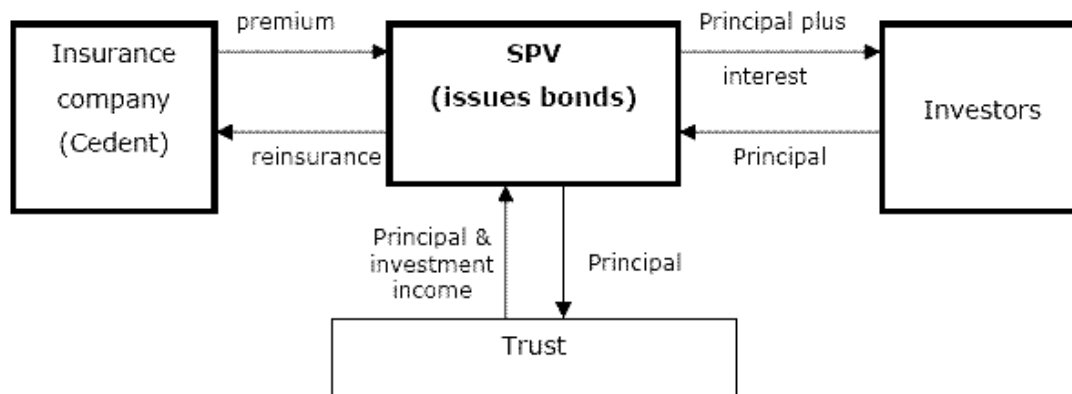 premium
Insurance
company
(Cedent)
reinsurance
SPV
(issues bonds)
Principal plus
interest
Principal
Investors
Principal &
investment
income
Principal
Trust